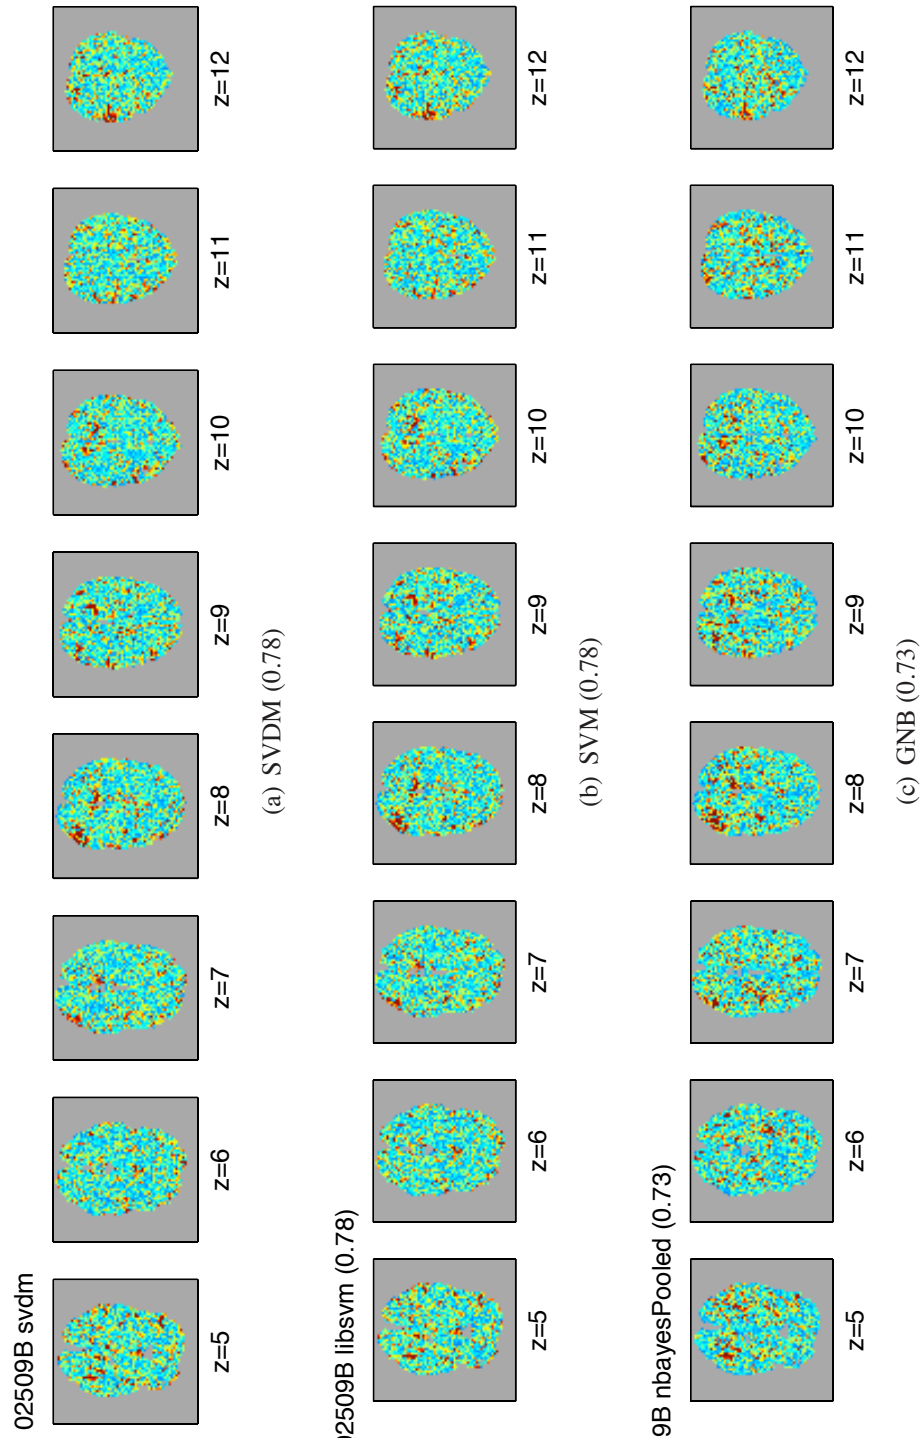 02509B svdm
z=5 z=6 z=7 z=8 z=9 z=10 z=11 z=12
(a) SVDM (0.78)
02509B libsvm (0.78)
z=5 z=6 z=7 z=8 z=9 z=10 z=11 z=12
(b) SVM (0.78)
9B nbayesPooled (0.73)
z=5 z=6 z=7 z=8 z=9 z=10 z=11 z=12
(c) GNB (0.73)